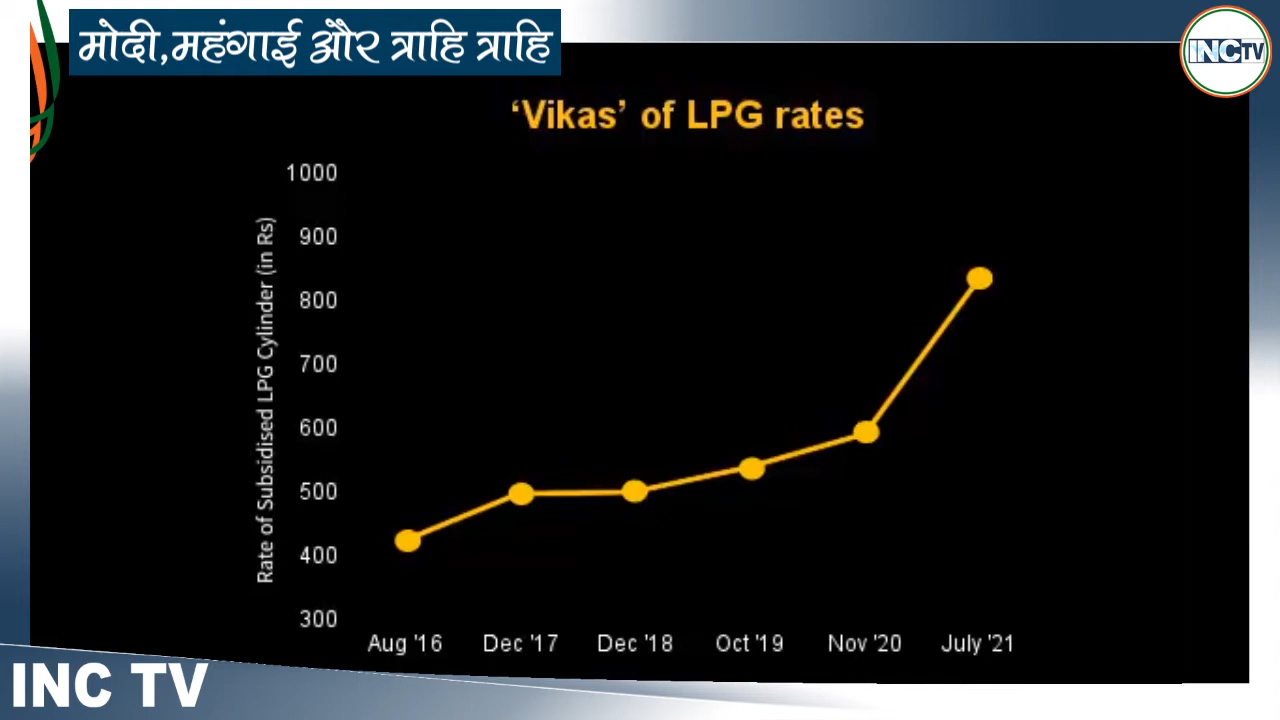 मोदी,महंगाई और त्राहि त्राहि
INCTV
‘Vikas’ of LPG rates
Rate of Subsidised LPG Cylinder (in Rs)
1000
900
800
700
600
500
400
300
Aug '16 Dec '17 Dec '18 Oct '19 Nov '20 July '21
INC TV